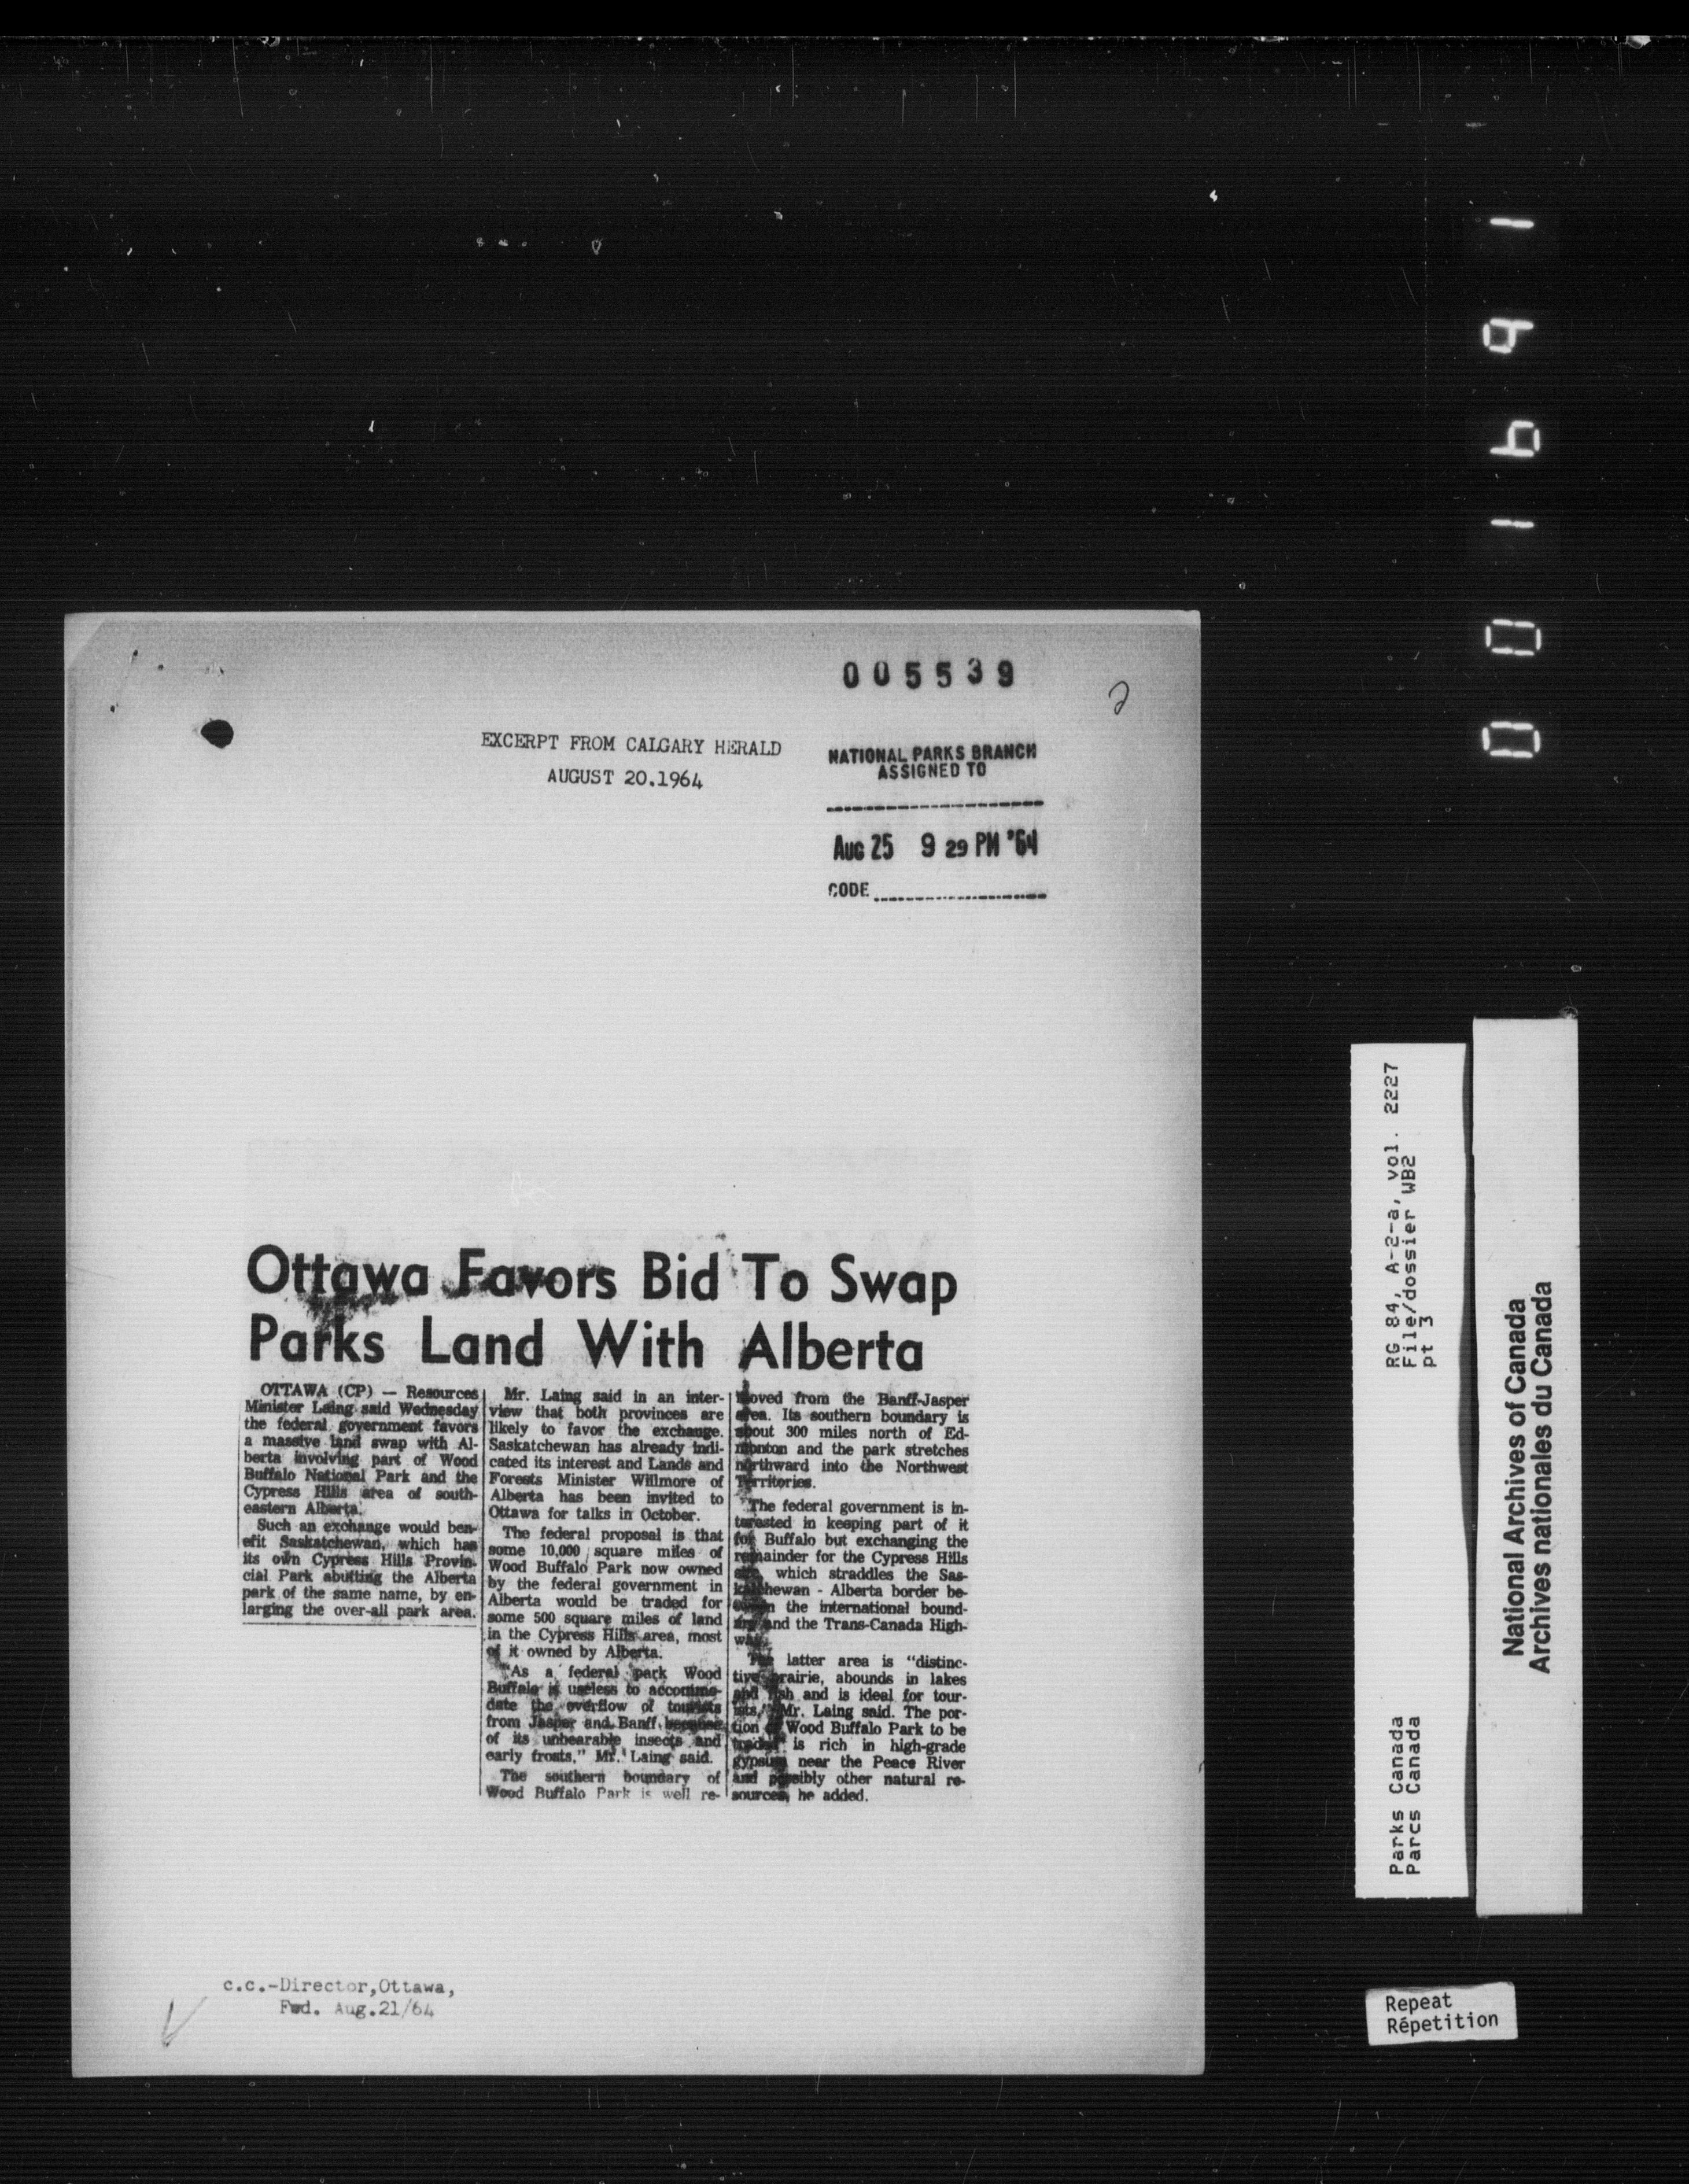 005539
2
EXCERPT FROM CALGARY HERALD
AUGUST 20.1964
NATIONAL PARKS BRANCH
ASSIGNED TO
AUG 25 9 29 PM '64
CODE
Ottawa Favors Bid To Swap
Parks Land With Alberta
OTTAWA (CP) — Resources
Minister Laing said Wednesday
the federal government favors
a massive land swap with Al-
berta involving part of Wood
Buffalo National Park and the
Cypress Hills area of south-
eastern Alberta.
Such an exchange would ben-
efit Saskatchewan, which has
its own Cypress Hills Provin-
cial Park abutting the Alberta
park of the same name, by en-
larging the over-all park area.
Mr. Laing said in an inter-
view that both provinces are
likely to favor the exchange.
Saskatchewan has already indi-
cated its interest and Lands and
Forests Minister Willmore of
Alberta has been invited to
Ottawa for talks in October.
The federal proposal is that
some 10,000 square miles of
Wood Buffalo Park now owned
by the federal government in
Alberta would be traded for
some 500 square miles of land
in the Cypress Hills area, most
of it owned by Alberta.
"As a federal park Wood
Buffalo is useless to accommo-
date the overflow of tourists
from Jasper and Banff because
of its unbearable insects and
early frosts," Mr. Laing said.
The southern boundary of
Wood Buffalo Park is well re-
moved from the Banff-Jasper
area. Its southern boundary is
about 300 miles north of Ed-
monton and the park stretches
northward into the Northwest
Territories.
The federal government is in-
terested in keeping part of it
for Buffalo but exchanging the
remainder for the Cypress Hills
which straddles the Sas-
katchewan - Alberta border be-
tween the international bound-
ary and the Trans-Canada High-
way.
The latter area is "distinc-
tive prairie, abounds in lakes
and fish and is ideal for tour-
ists," Mr. Laing said. The por-
tion of Wood Buffalo Park to be
traded is rich in high-grade
gypsum near the Peace River
and possibly other natural re-
sources, he added.
c.c.-Director,Ottawa,
Fwd. Aug.21/64
001691
RG 84, A-2-a, vol. 2227
File/dossier WB2
pt 3
Parks Canada
Parcs Canada
National Archives of Canada
Archives nationales du Canada
Repeat
Répetition